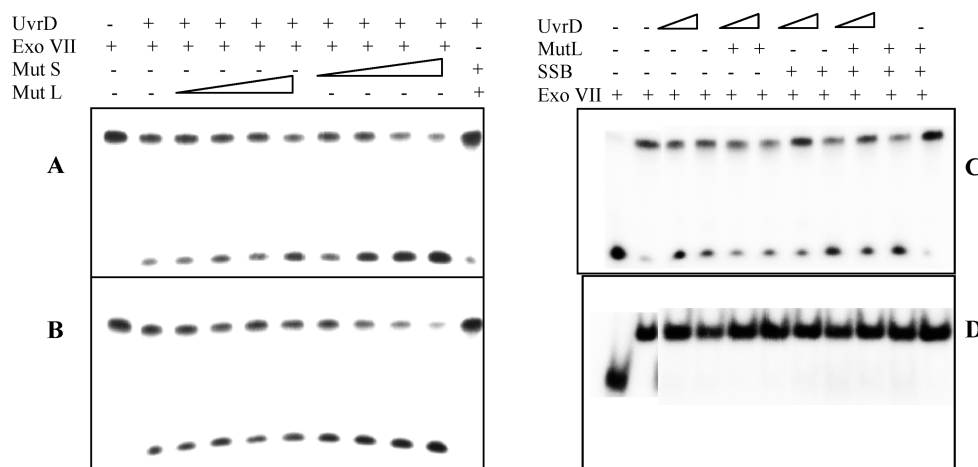 UvrD - + + + + + + + + + +
Exo VII + + + + + + + + + + -
Mut S - - - - - - +
Mut L - - - - - - +
A
B
UvrD - - -
MutL - - - - + + - - + + +
SSB - - - - - - + + + + +
Exo VII + + + + + + + + + + +
C
D